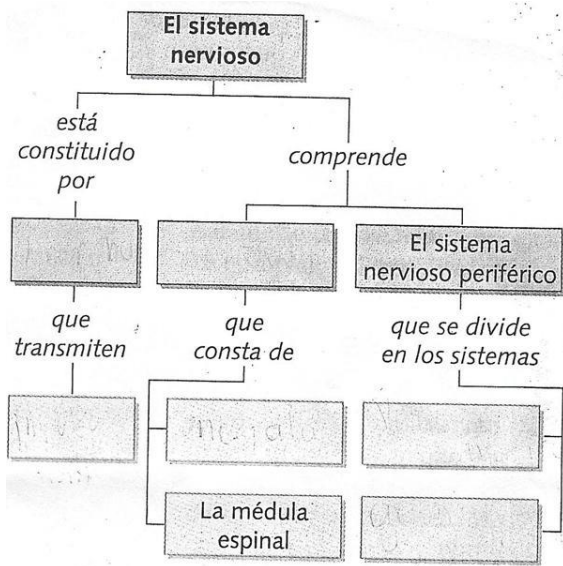 El sistema
nervioso
está
constituido
por
comprende
El sistema
nervioso periférico
que
transmiten
que
consta de
que se divide
en los sistemas
La médula
espinal